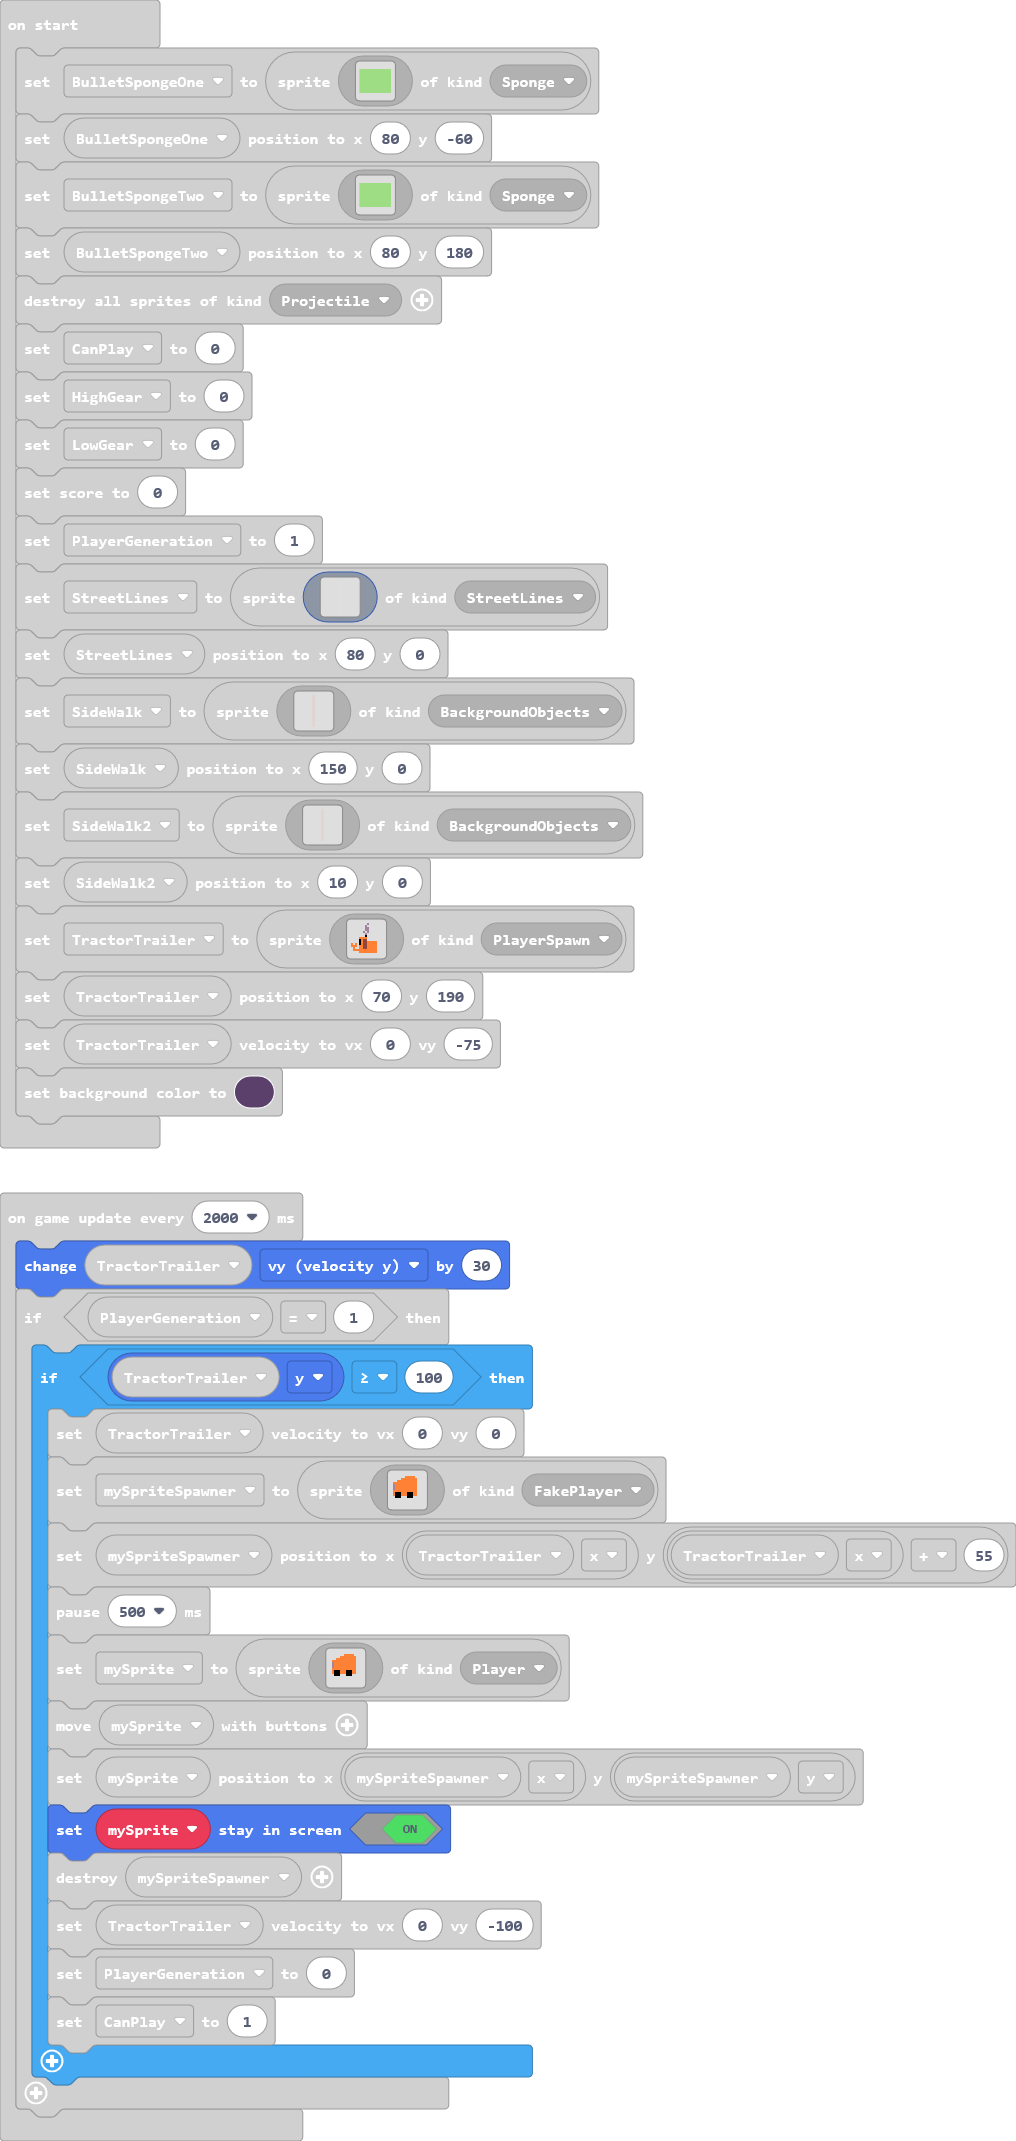 on start
set BulletSpongeOne to sprite of kind Sponge
set BulletSpongeOne position to x 80 y -60
set BulletSpongeTwo to sprite of kind Sponge
set BulletSpongeTwo position to x 80 y 180
destroy all sprites of kind Projectile
set CanPlay to 0
set HighGear to 0
set LowGear to 0
set score to 0
set PlayerGeneration to 1
set StreetLines to sprite of kind StreetLines
set StreetLines position to x 80 y 0
set SideWalk to sprite of kind BackgroundObjects
set SideWalk position to x 150 y 0
set SideWalk2 to sprite of kind BackgroundObjects
set SideWalk2 position to x 10 y 0
set TractorTrailer to sprite of kind PlayerSpawn
set TractorTrailer position to x 70 y 190
set TractorTrailer velocity to vx 0 vy -75
set background color to
on game update every 2000 ms
change TractorTrailer vy (velocity y) by 30
if PlayerGeneration = 1 then
if TractorTrailer y ≥ 100 then
set TractorTrailer velocity to vx 0 vy 0
set mySpriteSpawner to sprite of kind FakePlayer
set mySpriteSpawner position to x TractorTrailer x y TractorTrailer x + 55
pause 500 ms
set mySprite to sprite of kind Player
move mySprite with buttons
set mySprite position to x mySpriteSpawner x y mySpriteSpawner y
set mySprite stay in screen ON
destroy mySpriteSpawner
set TractorTrailer velocity to vx 0 vy -100
set PlayerGeneration to 0
set CanPlay to 1